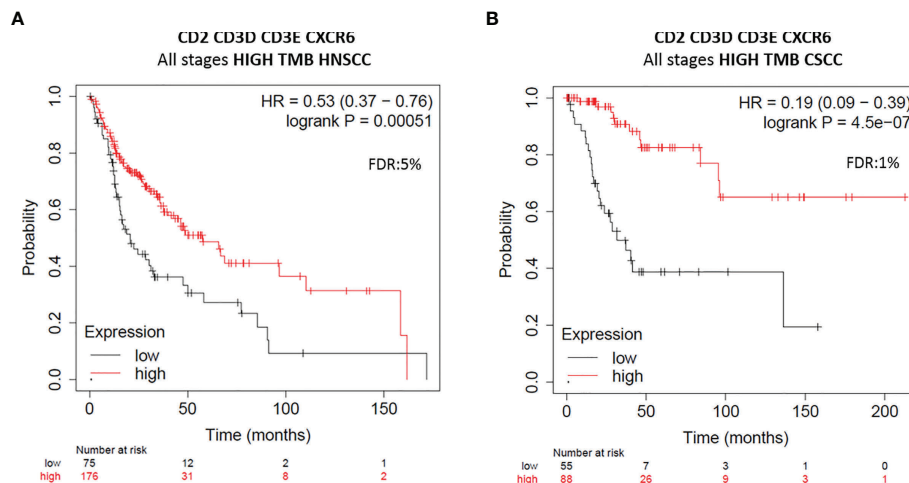 A
CD2 CD3D CD3E CXCR6
All stages HIGH TMB HNSCC
HR = 0.53 (0.37 − 0.76)
logrank P = 0.00051
FDR:5%
Probability
1.0
0.8
0.6
0.4
0.2
0.0
Expression
low
high
0 50 100 150
Time (months)
Number at risk
low 75 12 2 1
high 176 31 8 2
B
CD2 CD3D CD3E CXCR6
All stages HIGH TMB CSCC
HR = 0.19 (0.09 − 0.39)
logrank P = 4.5e−07
FDR:1%
Probability
1.0
0.8
0.6
0.4
0.2
0.0
Expression
low
high
0 50 100 150 200
Time (months)
Number at risk
low 55 7 3 1 0
high 88 26 9 3 1